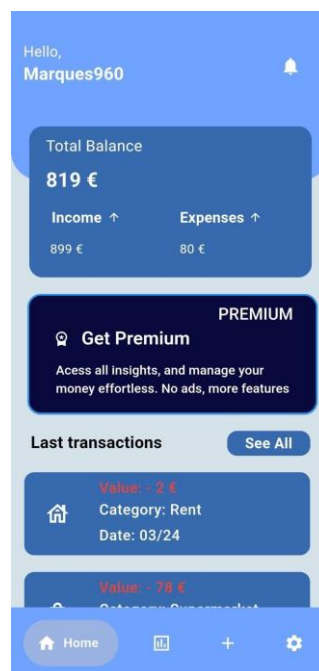 Hello,
Marques960
Total Balance
819 €
Income ↑ Expenses ↑
899 € 80 €
PREMIUM
Get Premium
Acess all insights, and manage your
money effortless. No ads, more features
Last transactions See All
Value: - 2 €
Category: Rent
Date: 03/24
Value: - 78 €
Category: Supermarket
Home